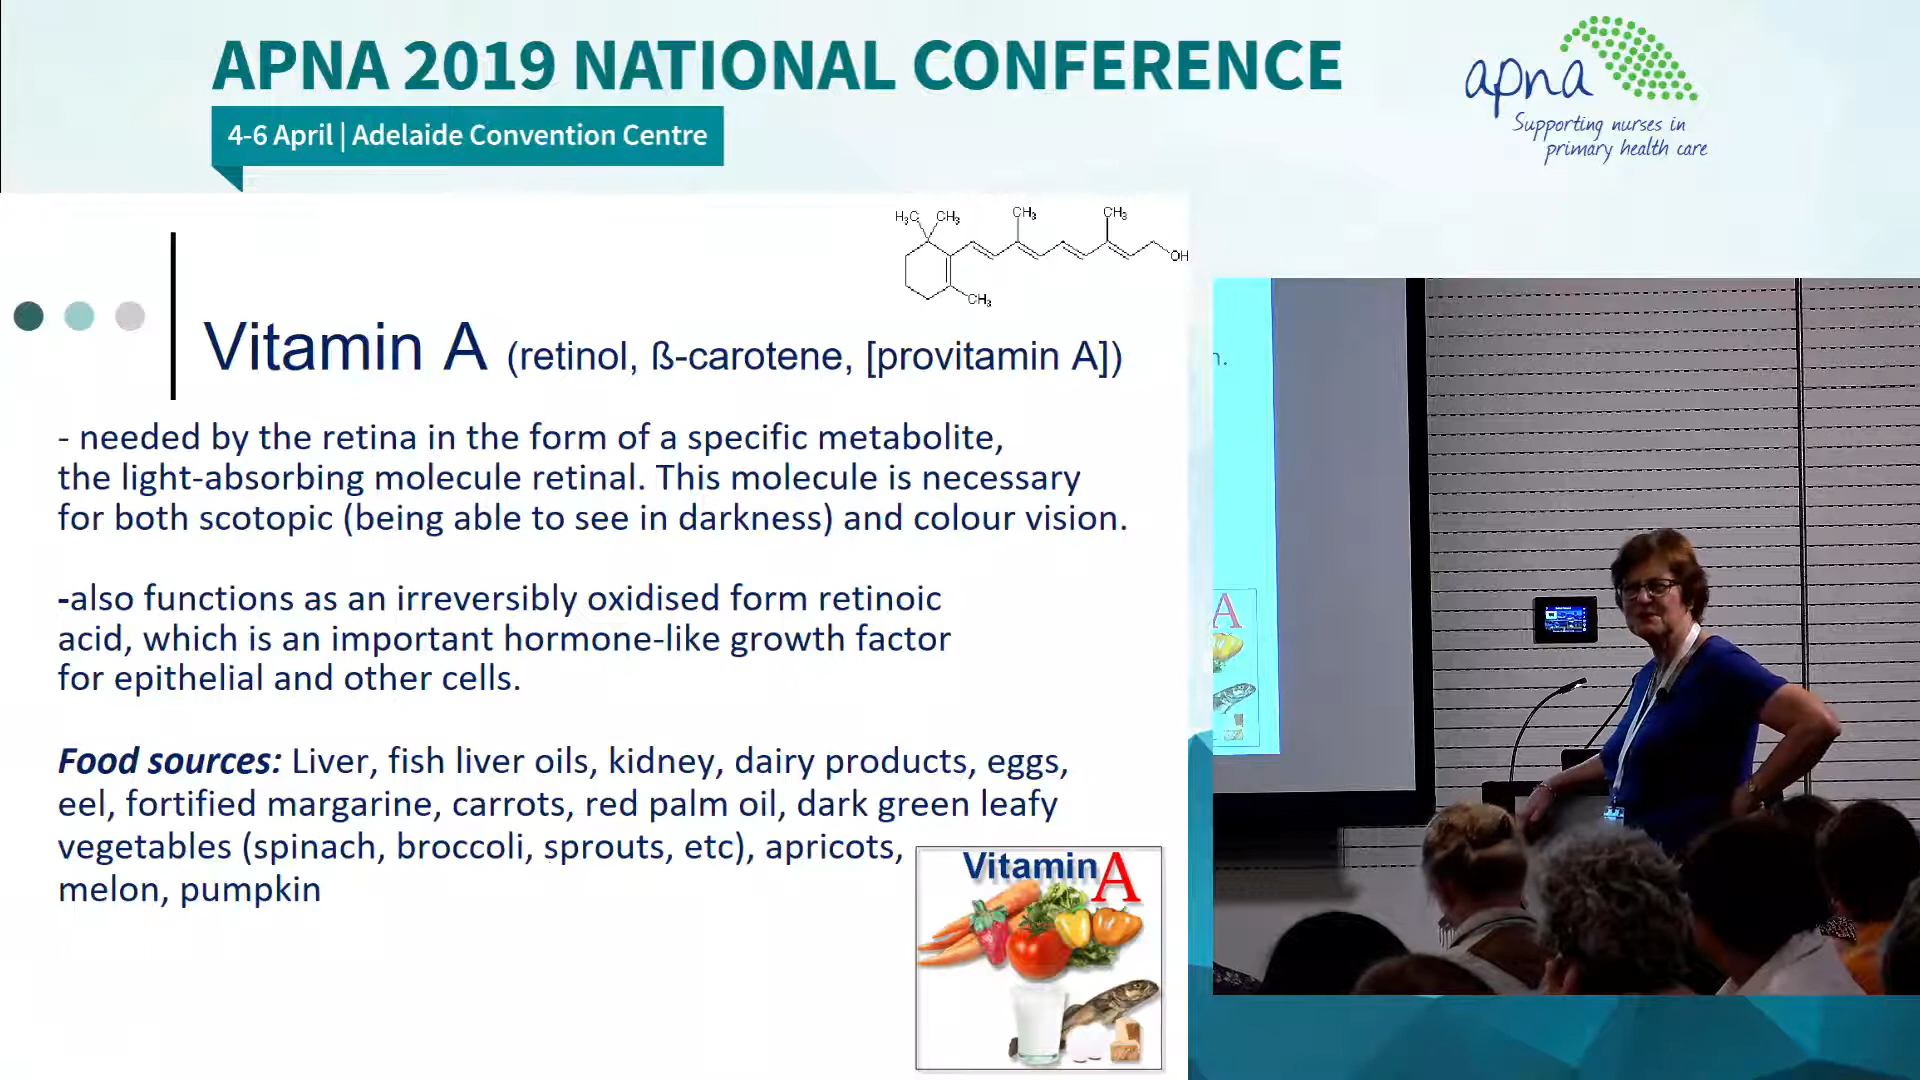 APNA 2019 NATIONAL CONFERENCE
4-6 April | Adelaide Convention Centre
apna
Supporting nurses in
primary health care
H₃C CH₃ CH₃ CH₃
OH
CH₃
Vitamin A (retinol, ß-carotene, [provitamin A])
- needed by the retina in the form of a specific metabolite,
the light-absorbing molecule retinal. This molecule is necessary
for both scotopic (being able to see in darkness) and colour vision.
-also functions as an irreversibly oxidised form retinoic
acid, which is an important hormone-like growth factor
for epithelial and other cells.
Food sources: Liver, fish liver oils, kidney, dairy products, eggs,
eel, fortified margarine, carrots, red palm oil, dark green leafy
vegetables (spinach, broccoli, sprouts, etc), apricots,
melon, pumpkin
Vitamin A
n.
A